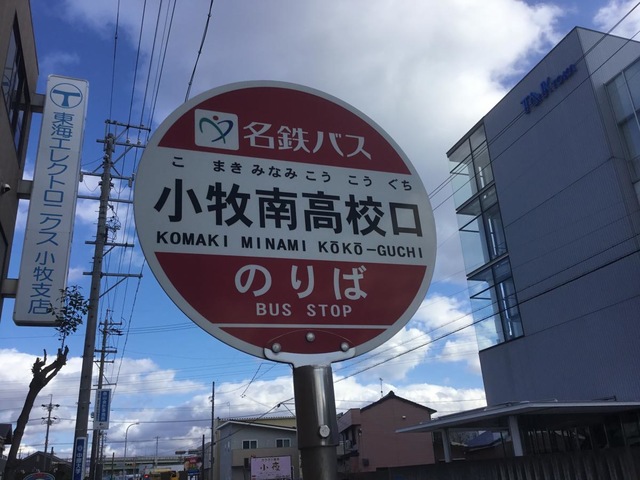 名鉄バス
こ まき みなみ こう こう ぐち
小牧南高校口
KOMAKI MINAMI KŌKŌ-GUCHI
のりば
BUS STOP
東海エレクトロニクス 小牧支店